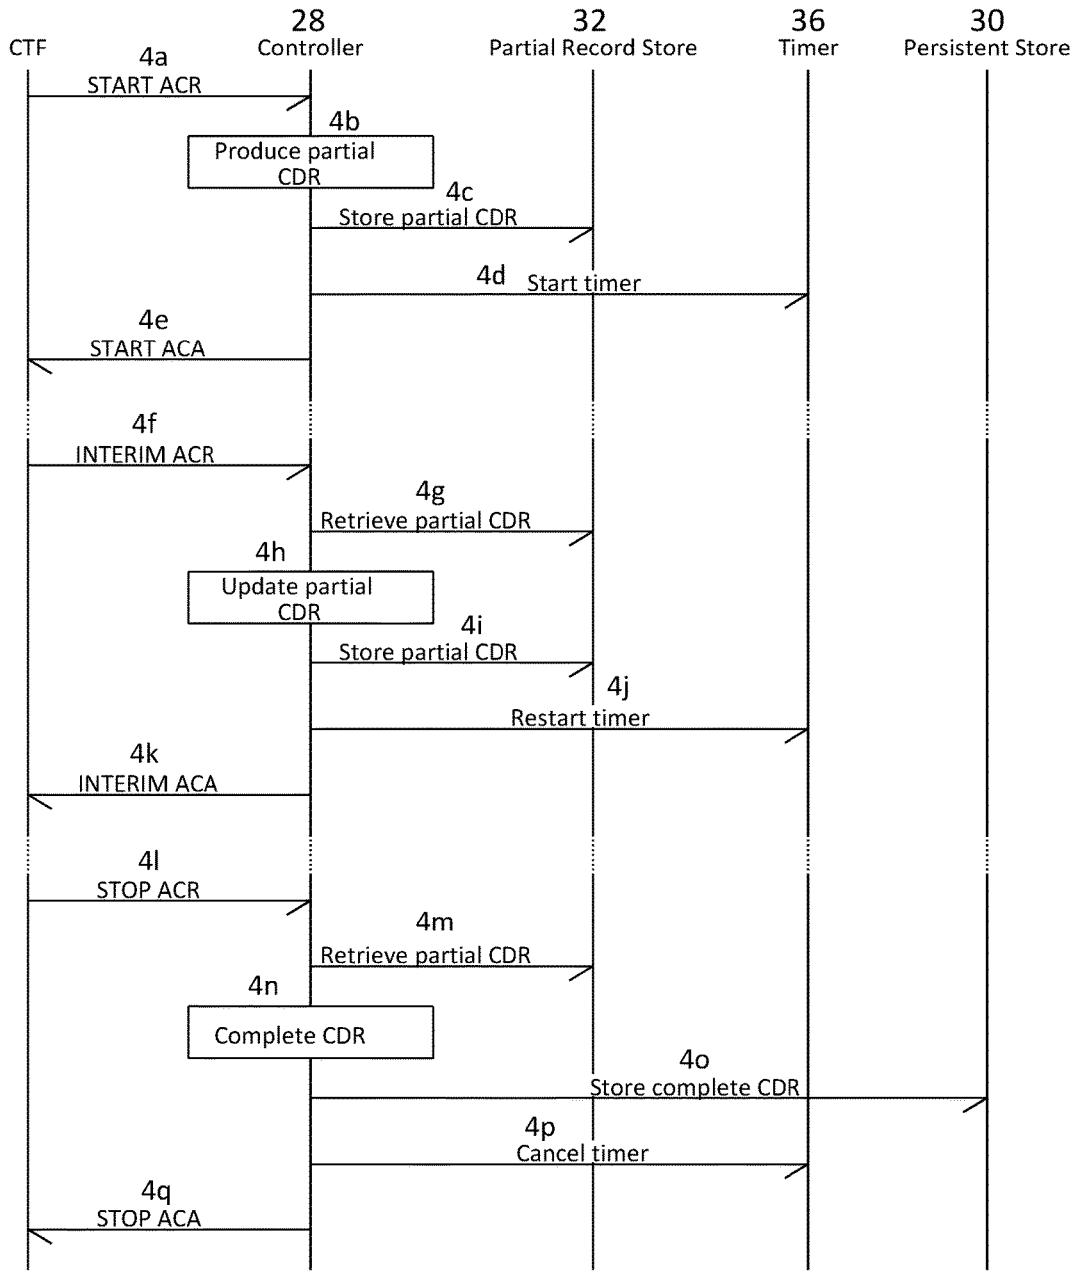 28 32 36 30
CTF Controller Partial Record Store Timer Persistent Store
4a
START ACR
4b
Produce partial
CDR
4c
Store partial CDR
4d Start timer
4e
START ACA
4f
INTERIM ACR
4g
Retrieve partial CDR
4h
Update partial
CDR
4i
Store partial CDR
4j
Restart timer
4k
INTERIM ACA
4l
STOP ACR
4m
Retrieve partial CDR
4n
Complete CDR
4o
Store complete CDR
4p
Cancel timer
4q
STOP ACA